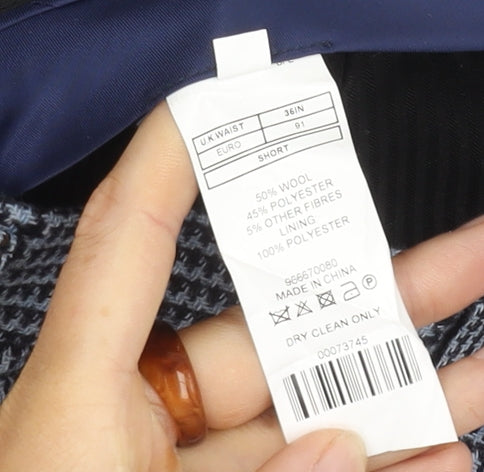 U.K.WAIST 36IN
EURO 91
SHORT
50% WOOL
45% POLYESTER
5% OTHER FIBRES
LINING
100% POLYESTER
966670080
MADE IN CHINA
P
DRY CLEAN ONLY
00073745